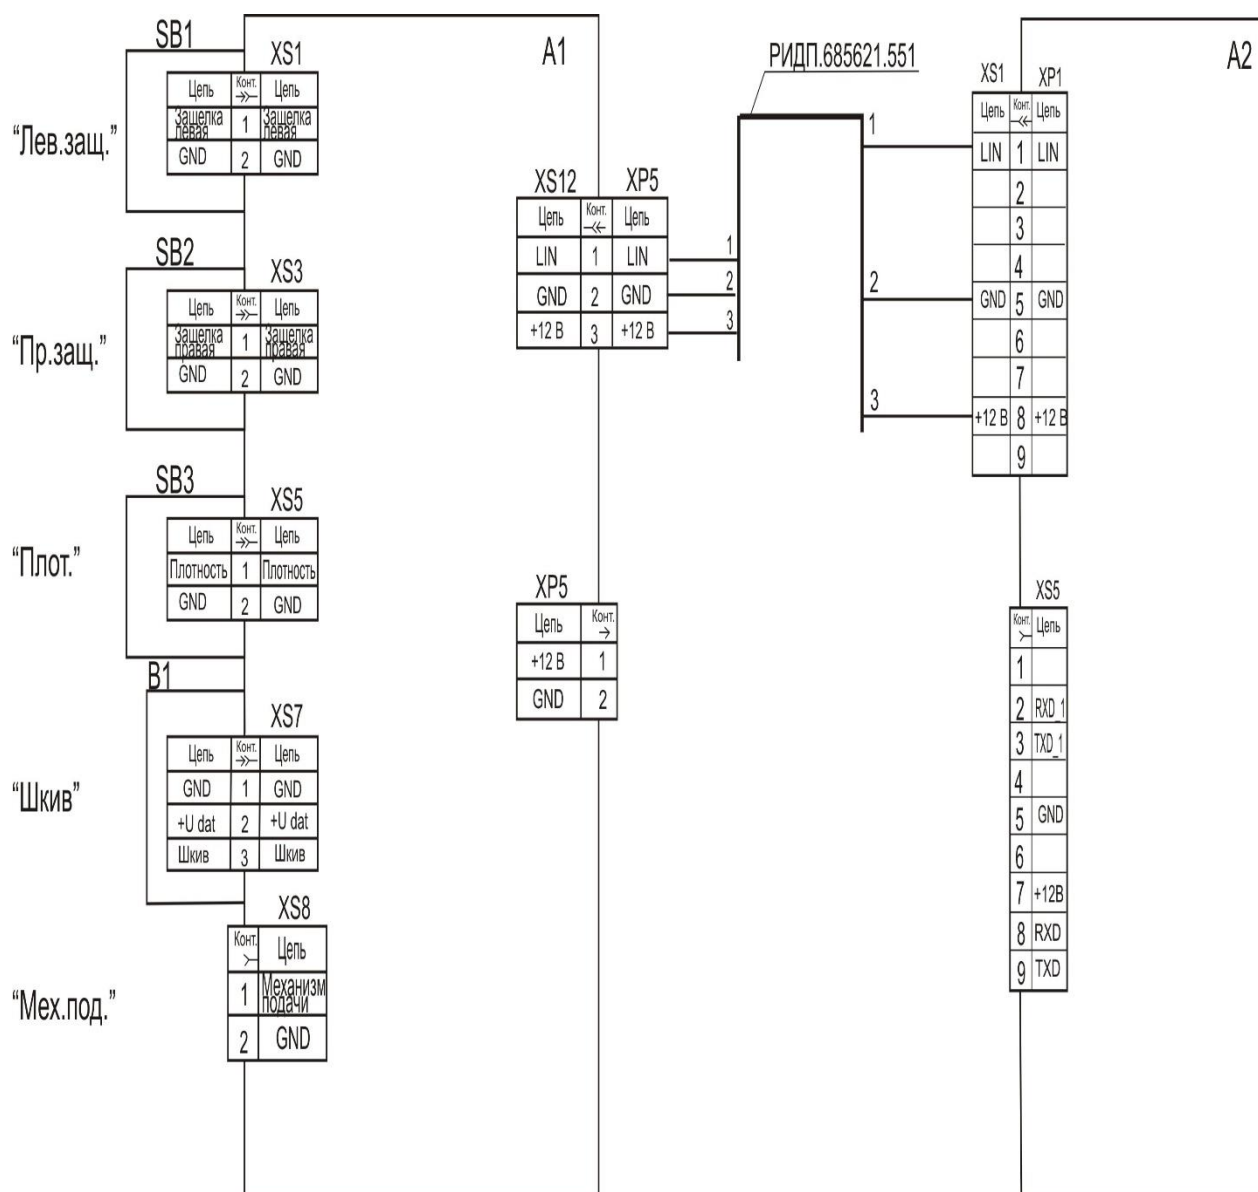 SB1
XS1
Цепь Конт. Цепь
Защелка левая 1 Защелка левая
GND 2 GND
“Лев.защ.”
SB2
XS3
Цепь Конт. Цепь
Защелка правая 1 Защелка правая
GND 2 GND
“Пр.защ.”
SB3
XS5
Цепь Конт. Цепь
Плотность 1 Плотность
GND 2 GND
“Плот.”
B1
XS7
Цепь Конт. Цепь
GND 1 GND
+U dat 2 +U dat
Шкив 3 Шкив
“Шкив”
XS8
Конт. Цепь
1 Механизм подачи
2 GND
“Мех.под.”
A1
XS12 XP5
Цепь Конт. Цепь
LIN 1 LIN
GND 2 GND
+12 В 3 +12 В
1
2
3
XP5
Цепь Конт.
+12 В 1
GND 2
РИДП.685621.551
1
2
3
A2
XS1 XP1
Цепь Конт. Цепь
LIN 1 LIN
2
3
4
GND 5 GND
6
7
+12 В 8 +12 В
9
XS5
Конт. Цепь
1
2 RXD_1
3 TXD_1
4
5 GND
6
7 +12В
8 RXD
9 TXD